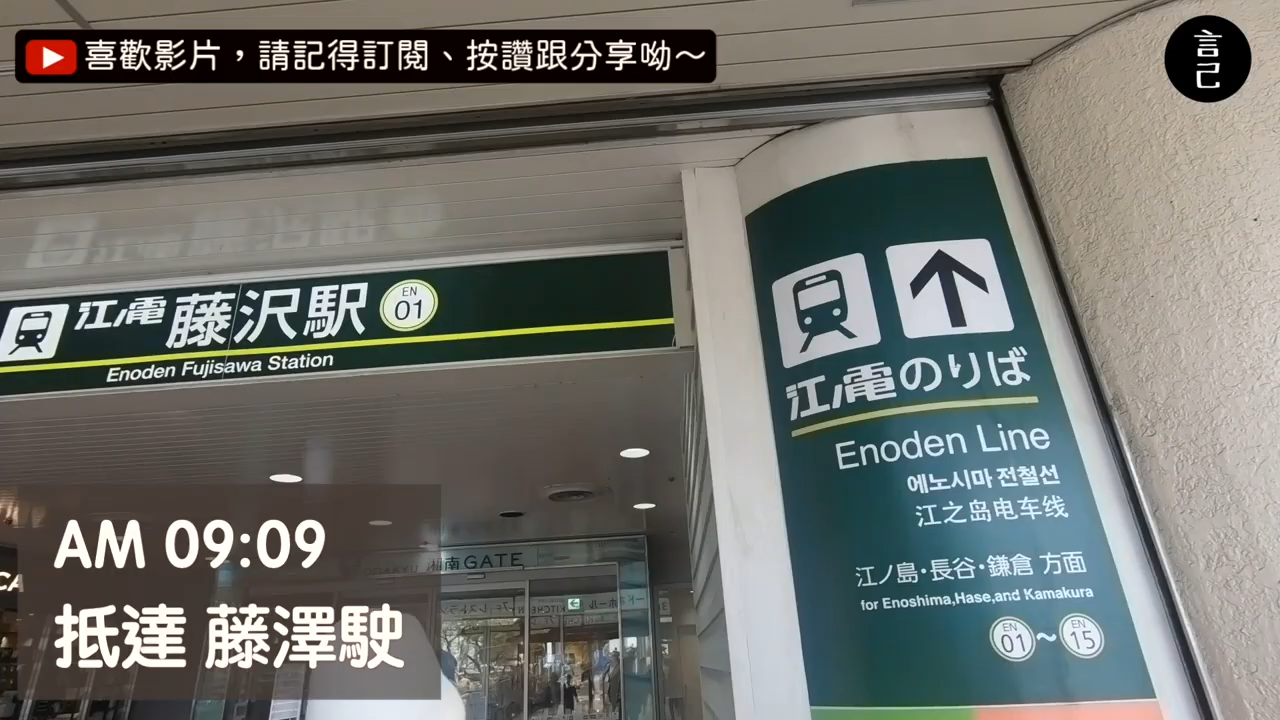 喜歡影片，請記得訂閱、按讚跟分享呦～
言己
江ノ電 藤沢駅 EN 01
Enoden Fujisawa Station
江ノ電のりば
Enoden Line
에노시마 전철선
江之岛电车线
江ノ島・長谷・鎌倉 方面
for Enoshima,Hase,and Kamakura
EN 01 ～ EN 15
南GATE
AM 09:09
抵達 藤澤駛